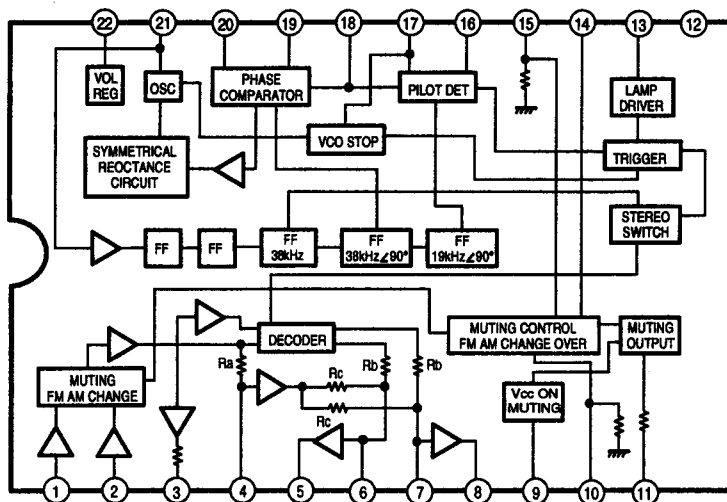 22 21 20 19 18 17 16 15 14 13 12
VOL
REG
OSC
PHASE
COMPARATOR
PILOT DET
LAMP
DRIVER
VCO STOP
SYMMETRICAL
REOCTANCE
CIRCUIT
TRIGGER
STEREO
SWITCH
FF
FF
FF
38kHz
FF
38kHz∠90°
FF
19kHz∠90°
DECODER
MUTING CONTROL
FM AM CHANGE OVER
MUTING
OUTPUT
Ra
Rc
Rb
Rb
MUTING
FM AM CHANGE
Rc
Vcc ON
MUTING
1 2 3 4 5 6 7 8 9 10 11